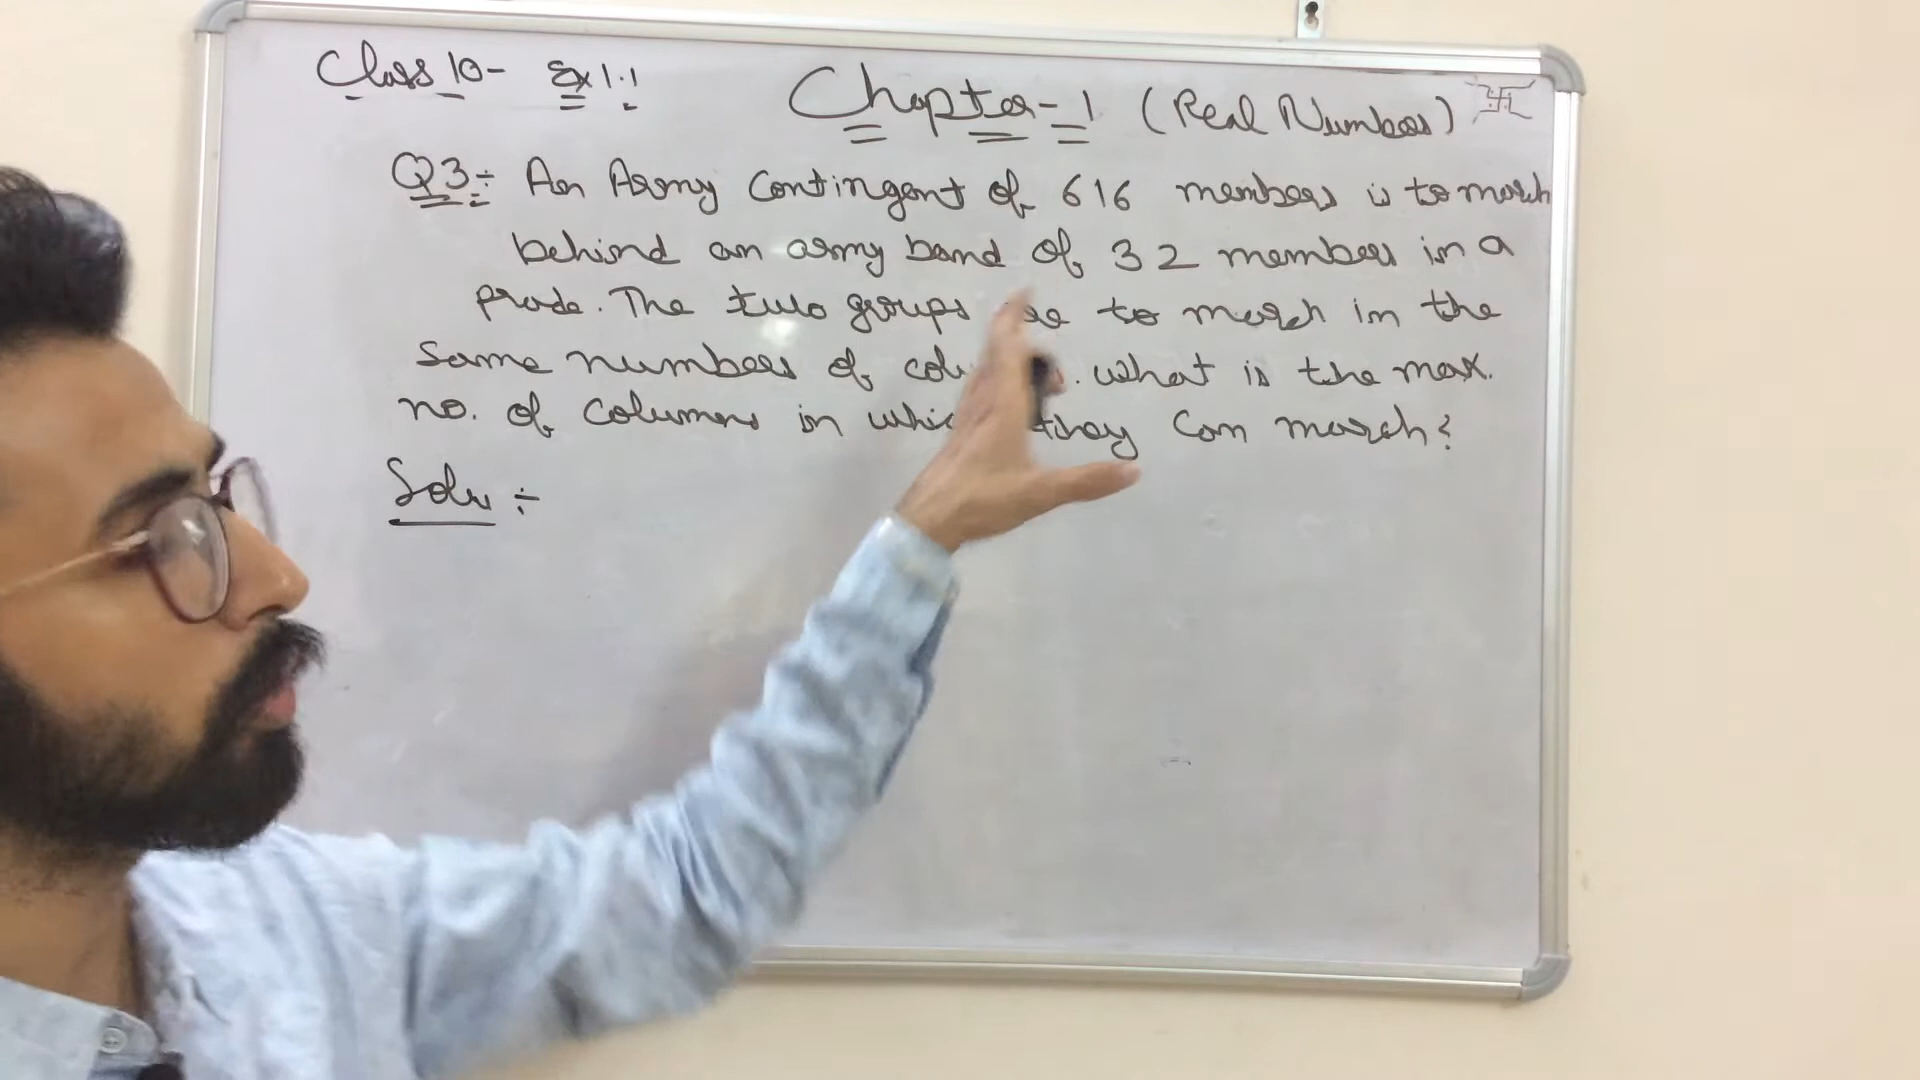 Class 10- Ex 1.1
Chapter-1 (Real Numbers)
Q3:- An Army Contingent of 616 members is to march
behind an army band of 32 members in a
prade. The two groups to march in the
same numbers of what is the max.
no. of columns in they Can march?
Solu :-